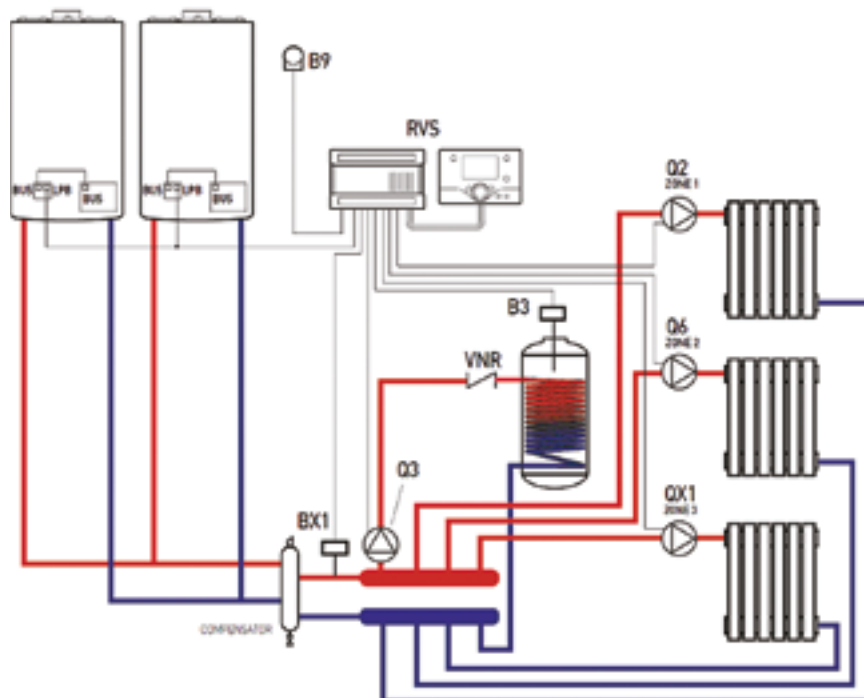 B9
RVS
BUS LPB BUS
BUS LPB BUS
Q2
ZONE 1
B3
Q6
ZONE 2
VNR
Q3
BX1
QX1
ZONE 3
COMPENSATOR